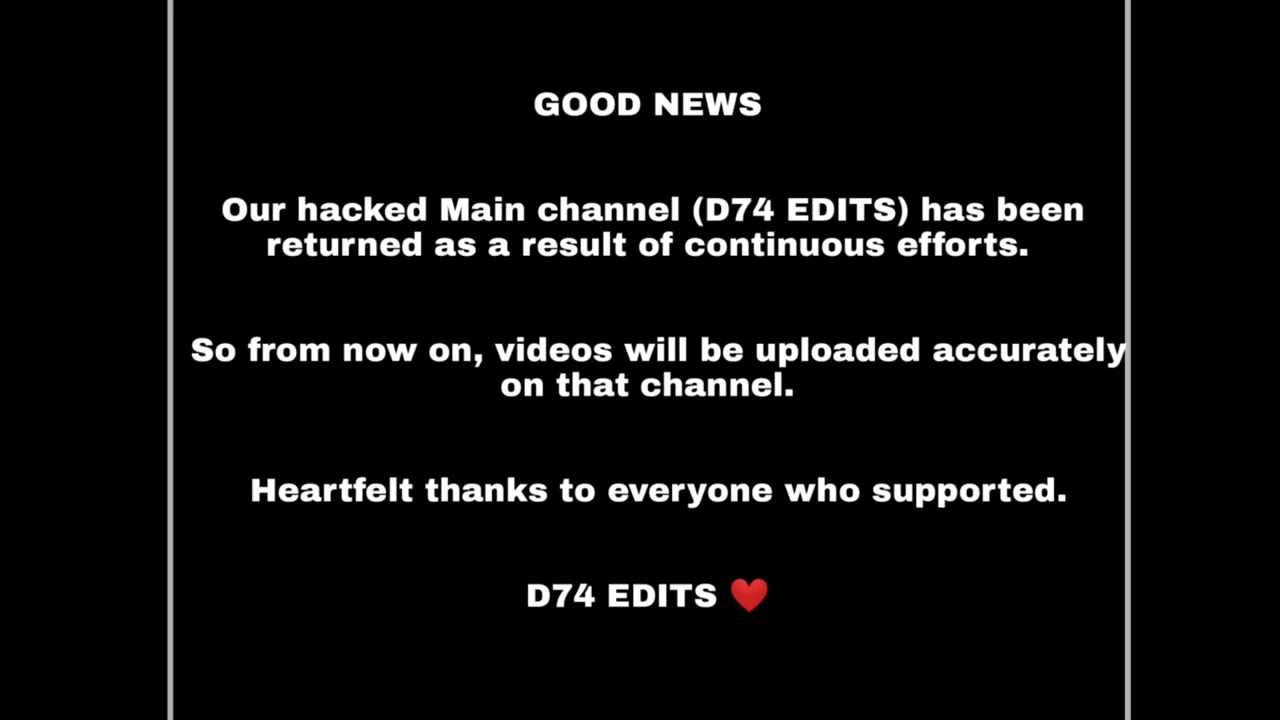 GOOD NEWS
Our hacked Main channel (D74 EDITS) has been
returned as a result of continuous efforts.
So from now on, videos will be uploaded accurately
on that channel.
Heartfelt thanks to everyone who supported.
D74 EDITS ❤️